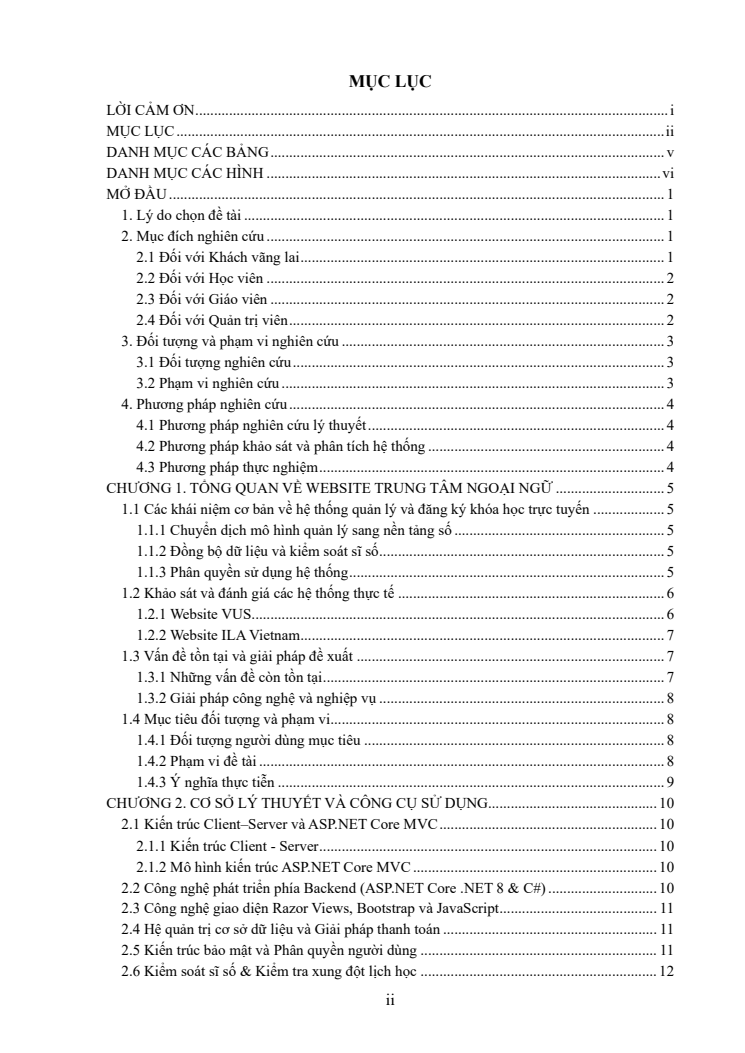 MỤC LỤC
LỜI CẢM ƠN.....i
MỤC LỤC.....ii
DANH MỤC CÁC BẢNG.....v
DANH MỤC CÁC HÌNH.....vi
MỞ ĐẦU.....1
1. Lý do chọn đề tài.....1
2. Mục đích nghiên cứu.....1
2.1 Đối với Khách vãng lai.....1
2.2 Đối với Học viên.....2
2.3 Đối với Giáo viên.....2
2.4 Đối với Quản trị viên.....2
3. Đối tượng và phạm vi nghiên cứu.....3
3.1 Đối tượng nghiên cứu.....3
3.2 Phạm vi nghiên cứu.....3
4. Phương pháp nghiên cứu.....4
4.1 Phương pháp nghiên cứu lý thuyết.....4
4.2 Phương pháp khảo sát và phân tích hệ thống.....4
4.3 Phương pháp thực nghiệm.....4
CHƯƠNG 1. TỔNG QUAN VỀ WEBSITE TRUNG TÂM NGOẠI NGỮ.....5
1.1 Các khái niệm cơ bản về hệ thống quản lý và đăng ký khóa học trực tuyến.....5
1.1.1 Chuyển dịch mô hình quản lý sang nền tảng số.....5
1.1.2 Đồng bộ dữ liệu và kiểm soát sĩ số.....5
1.1.3 Phân quyền sử dụng hệ thống.....5
1.2 Khảo sát và đánh giá các hệ thống thực tế.....6
1.2.1 Website VUS.....6
1.2.2 Website ILA Vietnam.....7
1.3 Vấn đề tồn tại và giải pháp đề xuất.....7
1.3.1 Những vấn đề còn tồn tại.....7
1.3.2 Giải pháp công nghệ và nghiệp vụ.....8
1.4 Mục tiêu đối tượng và phạm vi.....8
1.4.1 Đối tượng người dùng mục tiêu.....8
1.4.2 Phạm vi đề tài.....8
1.4.3 Ý nghĩa thực tiễn.....9
CHƯƠNG 2. CƠ SỞ LÝ THUYẾT VÀ CÔNG CỤ SỬ DỤNG.....10
2.1 Kiến trúc Client–Server và ASP.NET Core MVC.....10
2.1.1 Kiến trúc Client - Server.....10
2.1.2 Mô hình kiến trúc ASP.NET Core MVC.....10
2.2 Công nghệ phát triển phía Backend (ASP.NET Core .NET 8 & C#).....10
2.3 Công nghệ giao diện Razor Views, Bootstrap và JavaScript.....11
2.4 Hệ quản trị cơ sở dữ liệu và Giải pháp thanh toán.....11
2.5 Kiến trúc bảo mật và Phân quyền người dùng.....11
2.6 Kiểm soát sĩ số & Kiểm tra xung đột lịch học.....12
ii